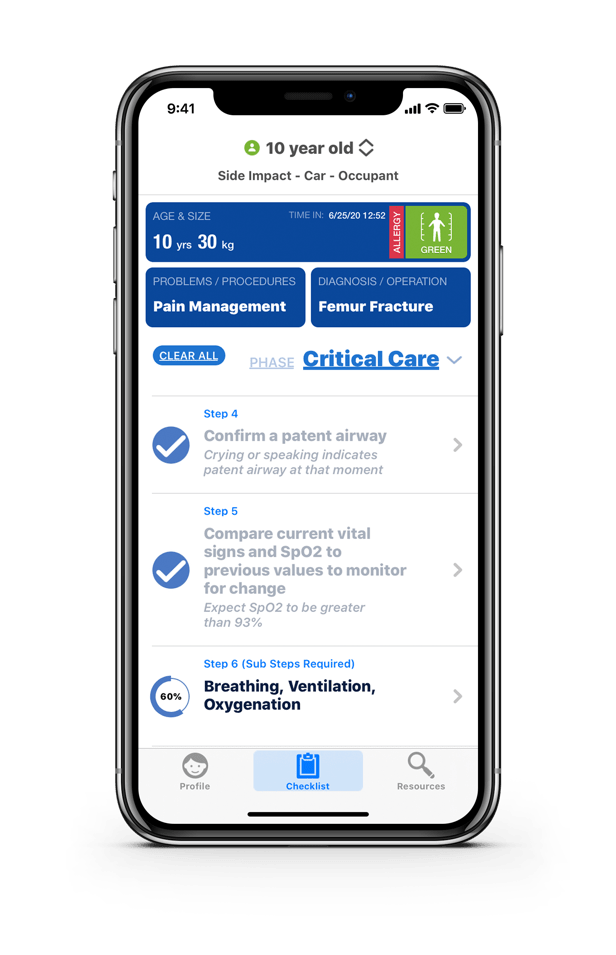 9:41
10 year old
Side Impact - Car - Occupant
AGE & SIZE
TIME IN: 6/25/20 12:52
10 yrs 30 kg
ALLERGY
GREEN
PROBLEMS / PROCEDURES
Pain Management
DIAGNOSIS / OPERATION
Femur Fracture
CLEAR ALL
PHASE Critical Care
Step 4
Confirm a patent airway
Crying or speaking indicates
patent airway at that moment
Step 5
Compare current vital
signs and SpO2 to
previous values to monitor
for change
Expect SpO2 to be greater
than 93%
Step 6 (Sub Steps Required)
60%
Breathing, Ventilation,
Oxygenation
Profile
Checklist
Resources